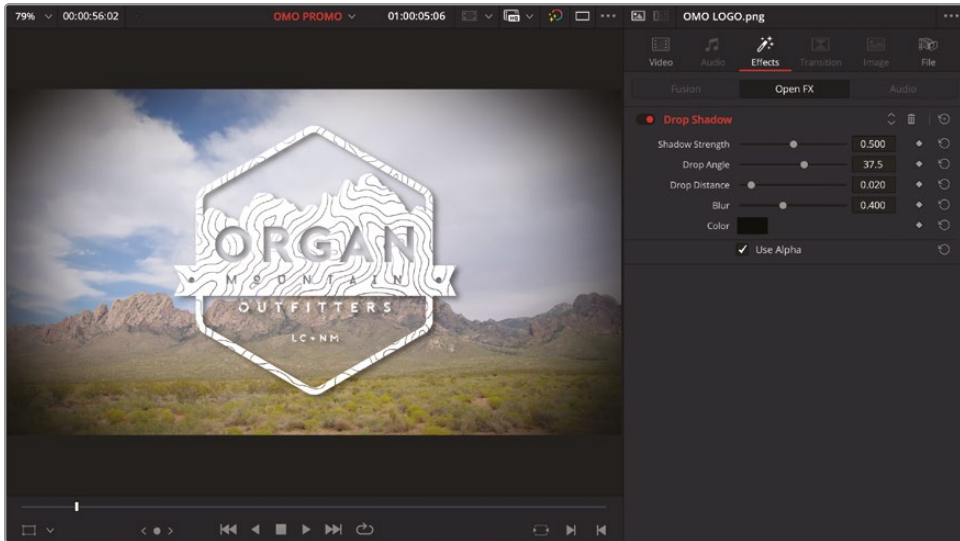 79% 00:00:56:02 OMO PROMO 01:00:05:06 OMO LOGO.png
Video Audio Effects Transition Image File
Fusion Open FX Audio
Drop Shadow
Shadow Strength 0.500
Drop Angle 37.5
Drop Distance 0.020
Blur 0.400
Color
Use Alpha
ORGAN
MOUNTAIN
OUTFITTERS
LC+NM